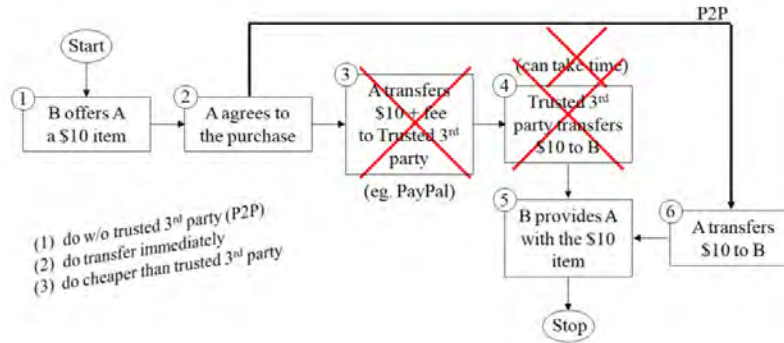 P2P
Start
(can take time)
1
B offers A
a $10 item
2
A agrees to
the purchase
3
A transfers
$10 + fee
to Trusted 3rd
party
(eg. PayPal)
4
Trusted 3rd
party transfers
$10 to B
5
B provides A
with the $10
item
6
A transfers
$10 to B
Stop
(1) do w/o trusted 3rd party (P2P)
(2) do transfer immediately
(3) do cheaper than trusted 3rd party